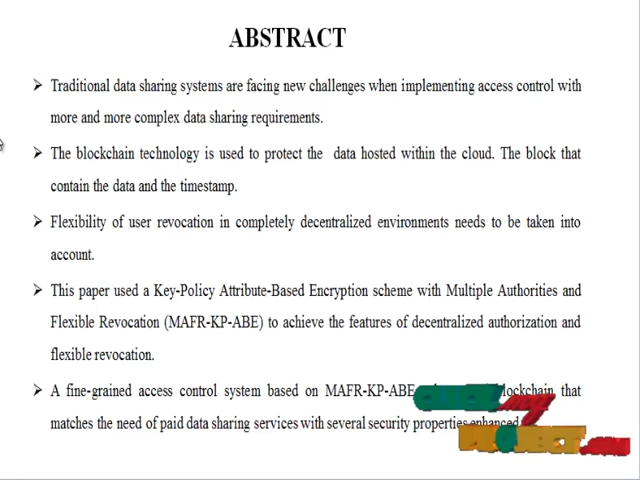 ABSTRACT
➢ Traditional data sharing systems are facing new challenges when implementing access control with
more and more complex data sharing requirements.
➢ The blockchain technology is used to protect the data hosted within the cloud. The block that
contain the data and the timestamp.
➢ Flexibility of user revocation in completely decentralized environments needs to be taken into
account.
➢ This paper used a Key-Policy Attribute-Based Encryption scheme with Multiple Authorities and
Flexible Revocation (MAFR-KP-ABE) to achieve the features of decentralized authorization and
flexible revocation.
➢ A fine-grained access control system based on MAFR-KP-ABE blockchain that
matches the need of paid data sharing services with several security properties enhanced